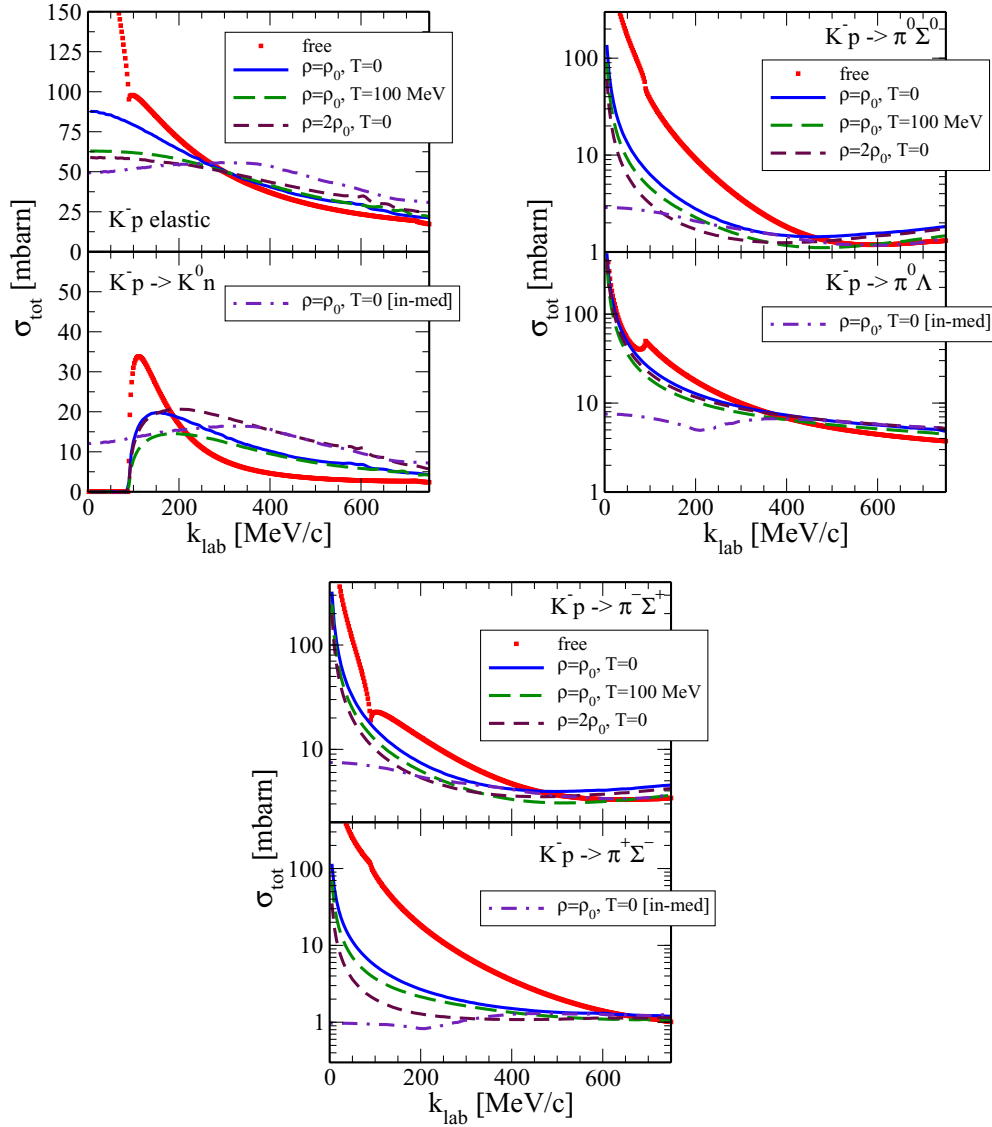 150
125
100
75
50
25
0
free
ρ=ρ₀, T=0
ρ=ρ₀, T=100 MeV
ρ=2ρ₀, T=0
K⁻p elastic
σ_tot [mbarn]
50
40
30
20
10
0
K⁻p -> K⁰n
ρ=ρ₀, T=0 [in-med]
0 200 400 600
k_lab [MeV/c]
100
10
1
K⁻p -> π⁰Σ⁰
free
ρ=ρ₀, T=0
ρ=ρ₀, T=100 MeV
ρ=2ρ₀, T=0
σ_tot [mbarn]
100
10
1
K⁻p -> π⁰Λ
ρ=ρ₀, T=0 [in-med]
0 200 400 600
k_lab [MeV/c]
100
10
K⁻p -> π⁻Σ⁺
free
ρ=ρ₀, T=0
ρ=ρ₀, T=100 MeV
ρ=2ρ₀, T=0
σ_tot [mbarn]
100
10
1
K⁻p -> π⁺Σ⁻
ρ=ρ₀, T=0 [in-med]
0 200 400 600
k_lab [MeV/c]